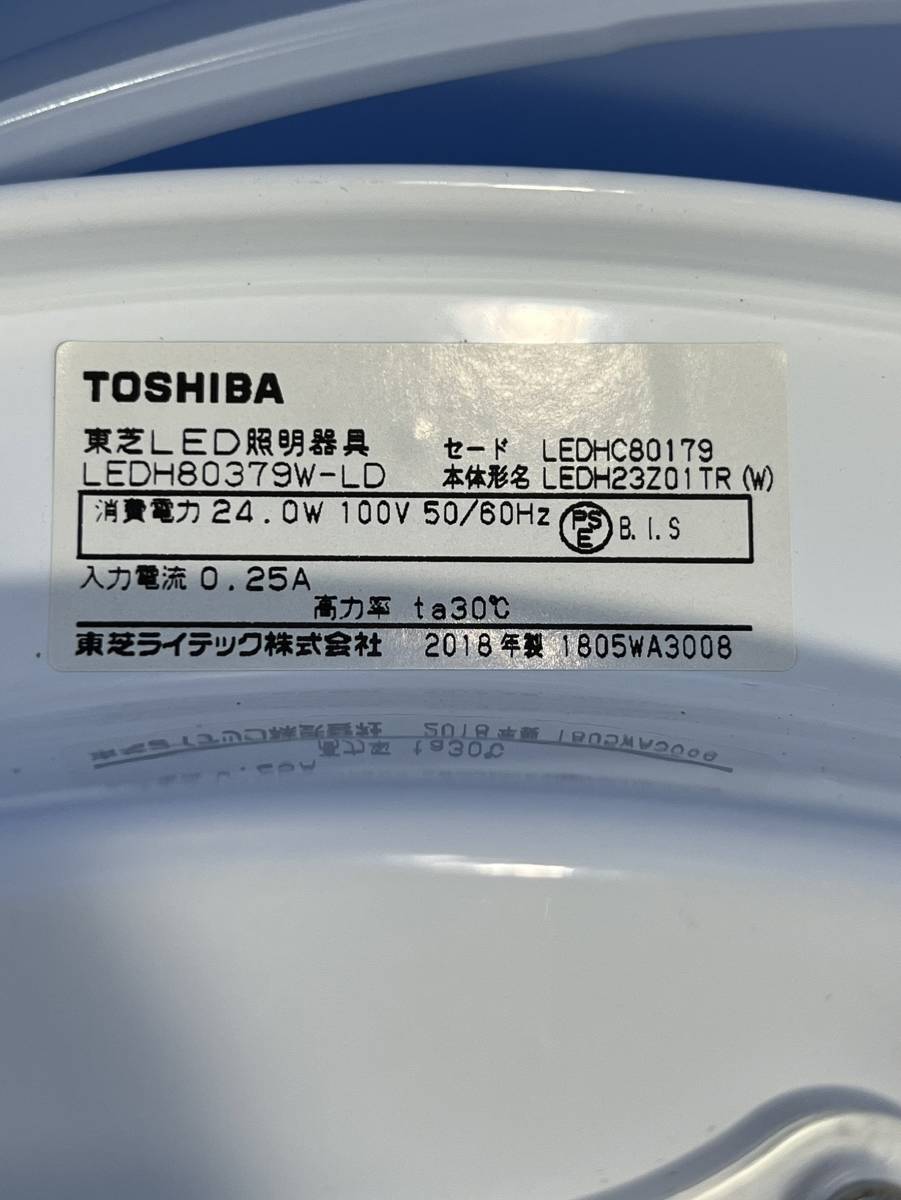 TOSHIBA
東芝LED照明器具 セード LEDHC80179
LEDH80379W-LD 本体形名 LEDH23Z01TR(W)
消費電力 24.0W 100V 50/60Hz PSE B.I.S
入力電流 0.25A
高力率 ta30℃
東芝ライテック株式会社 2018年製 1805WA3008